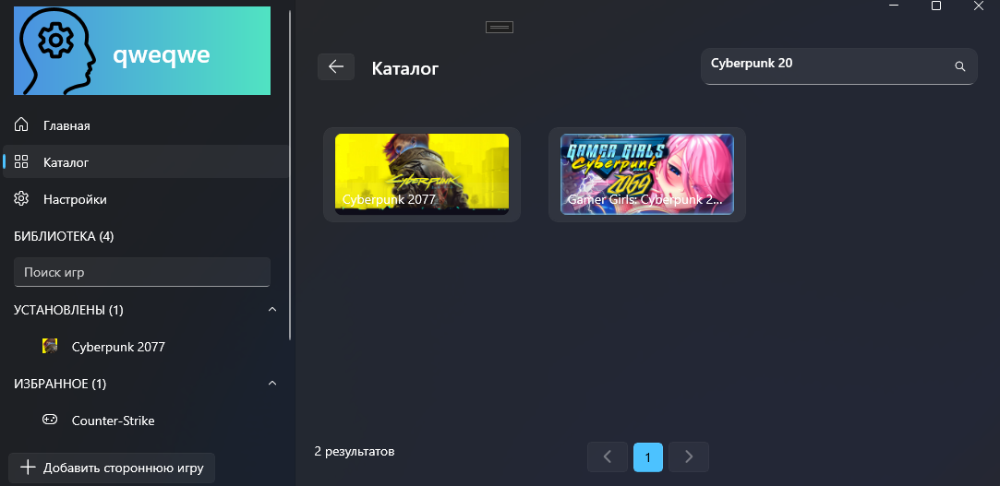 qweqwe
Главная
Каталог
Настройки
БИБЛИОТЕКА (4)
Поиск игр
УСТАНОВЛЕНЫ (1)
Cyberpunk 2077
ИЗБРАННОЕ (1)
Counter-Strike
Добавить стороннюю игру
Каталог
Cyberpunk 20
Cyberpunk
Cyberpunk 2077
GAMER GIRLS
Cyberpunk
2069
Gamer Girls: Cyberpunk 2...
2 результатов
1